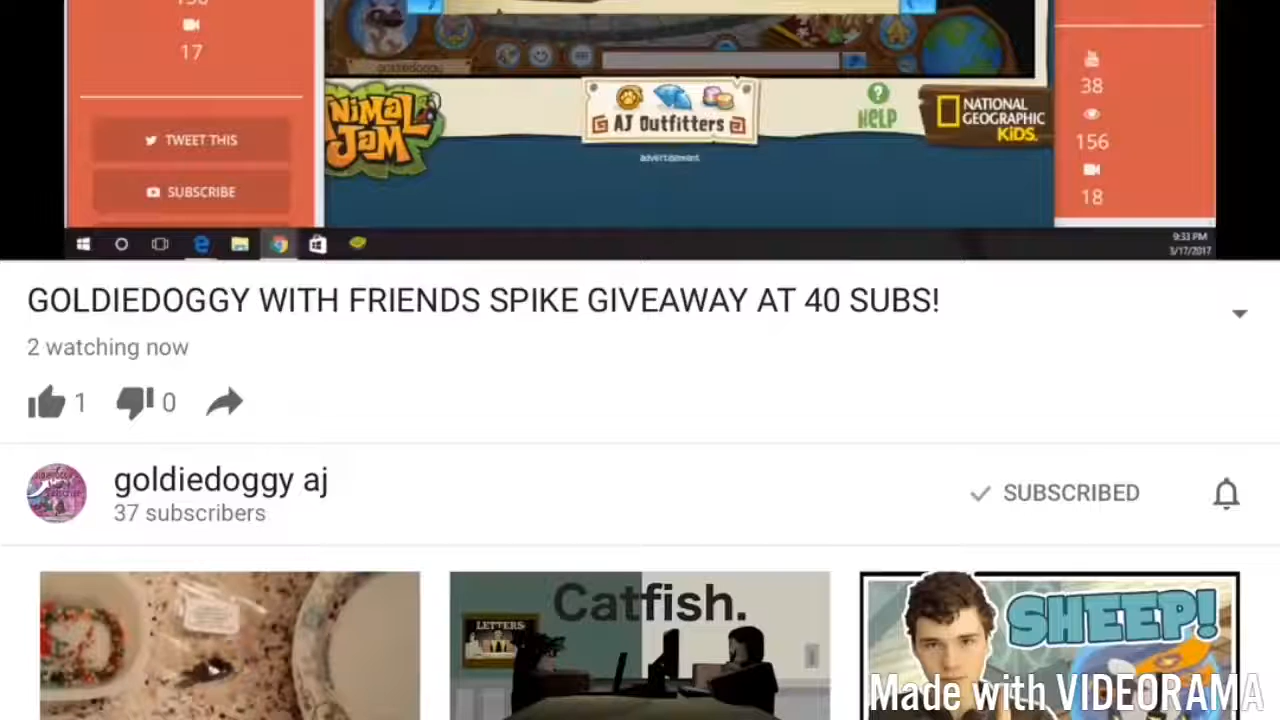 17
TWEET THIS
SUBSCRIBE
goldiedoggy
ANIMAL
JAM
AJ Outfitters
advertisement
HELP
NATIONAL
GEOGRAPHIC
KiDS.
38
156
18
9:33 PM
3/17/2017
GOLDIEDOGGY WITH FRIENDS SPIKE GIVEAWAY AT 40 SUBS!
2 watching now
1 0
goldiedoggy aj
37 subscribers
SUBSCRIBED
Catfish.
LETTERS
SHEEP!
Made with VIDEORAMA